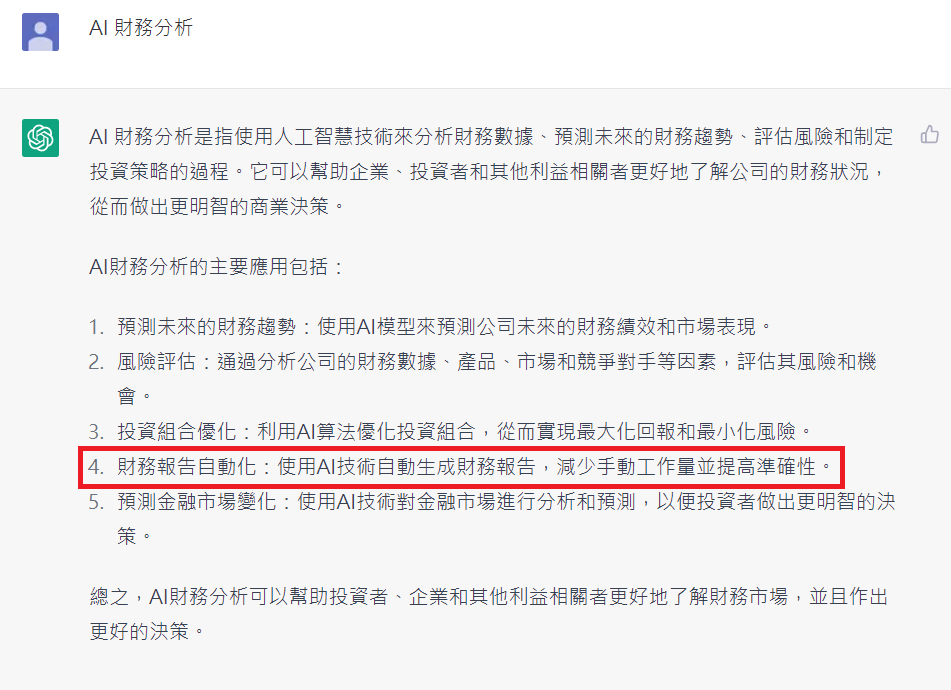 AI 財務分析
AI 財務分析是指使用人工智慧技術來分析財務數據、預測未來的財務趨勢、評估風險和制定
投資策略的過程。它可以幫助企業、投資者和其他利益相關者更好地了解公司的財務狀況，
從而做出更明智的商業決策。
AI財務分析的主要應用包括：
1. 預測未來的財務趨勢：使用AI模型來預測公司未來的財務績效和市場表現。
2. 風險評估：通過分析公司的財務數據、產品、市場和競爭對手等因素，評估其風險和機
會。
3. 投資組合優化：利用AI算法優化投資組合，從而實現最大化回報和最小化風險。
4. 財務報告自動化：使用AI技術自動生成財務報告，減少手動工作量並提高準確性。
5. 預測金融市場變化：使用AI技術對金融市場進行分析和預測，以便投資者做出更明智的決
策。
總之，AI財務分析可以幫助投資者、企業和其他利益相關者更好地了解財務市場，並且作出
更好的決策。